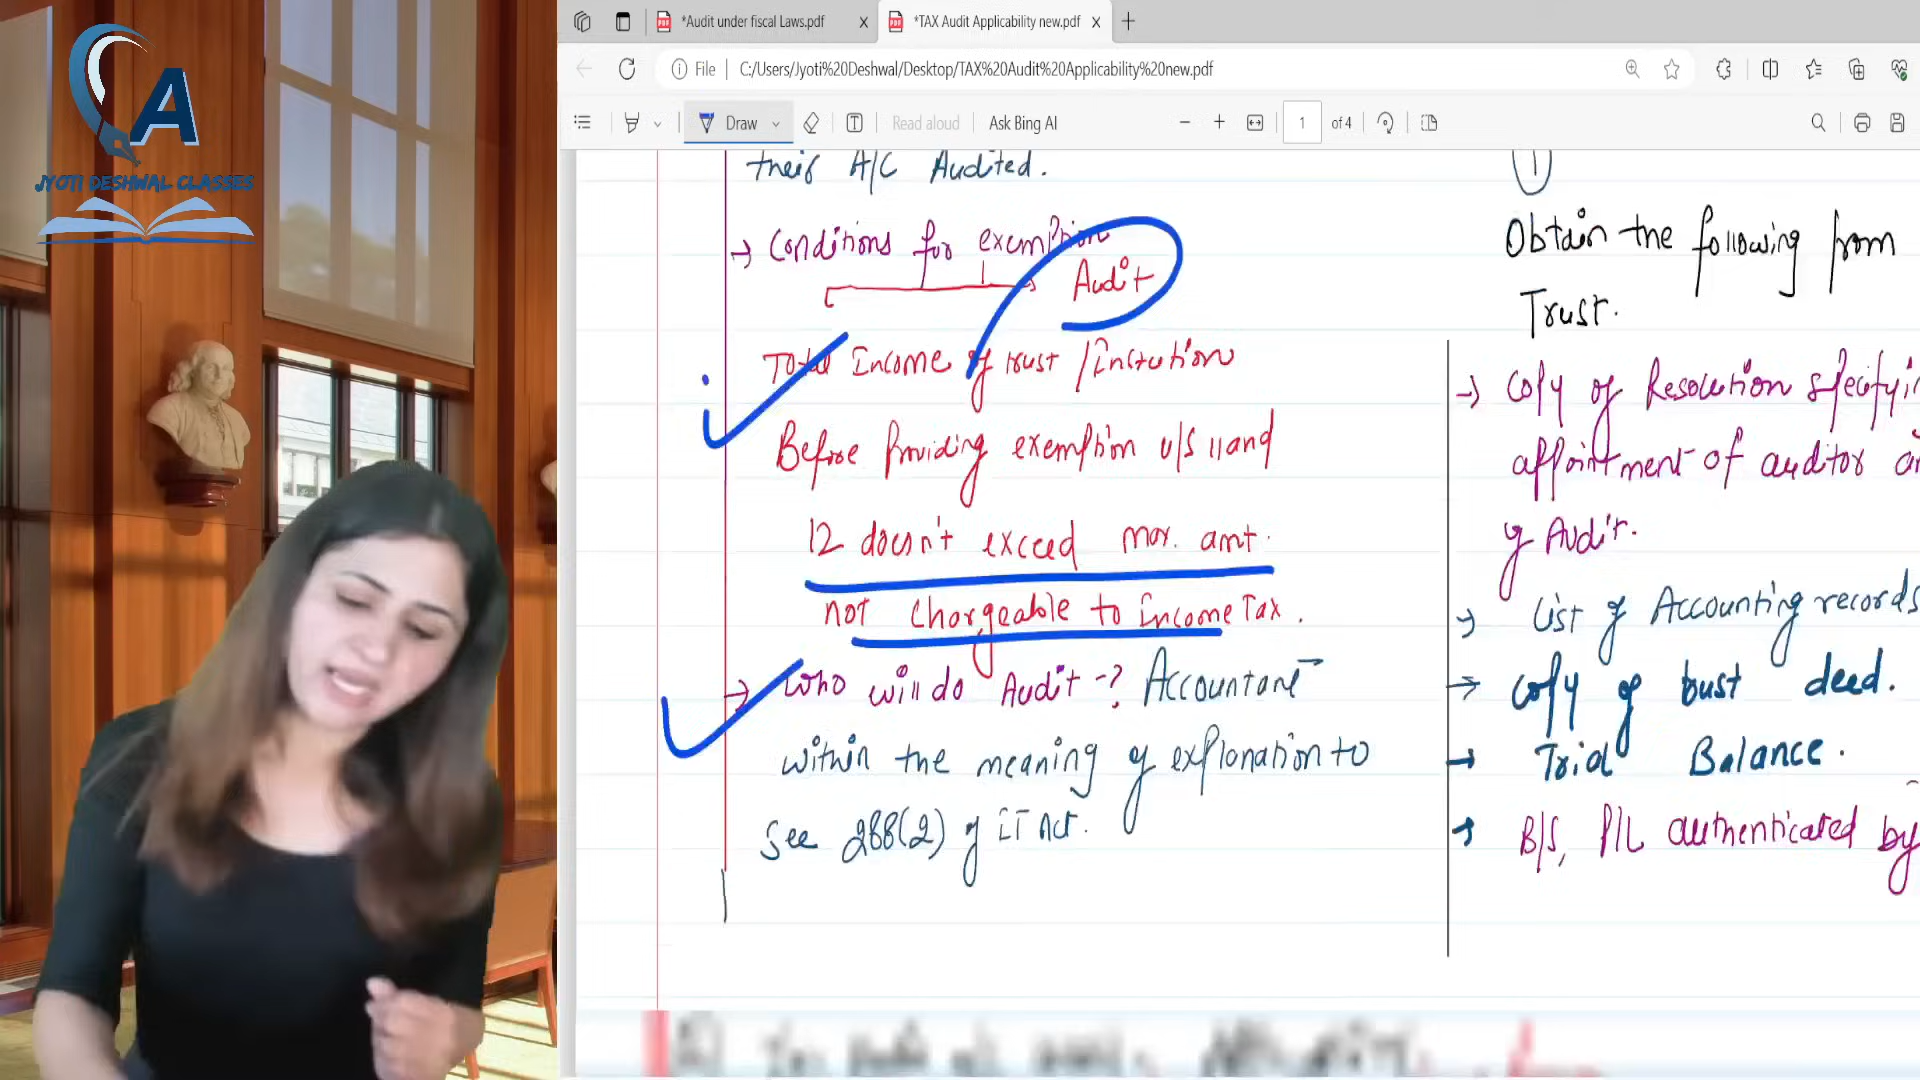 *Audit under fiscal Laws.pdf
*TAX Audit Applicability new.pdf
File C:/Users/Jyoti%20Deshwal/Desktop/TAX%20Audit%20Applicability%20new.pdf
Draw
Read aloud
Ask Bing AI
1 of 4
A
JYOTI DESHWAL CLASSES
their A/C Audited.
→ Conditions for exemption
Audit
Total Income of trust / Institution
Before Providing exemption u/s 11 and
12 doesn't exceed max. amt.
not Chargeable to Income Tax.
→ Who will do Audit -? Accountant
within the meaning of explanation to
See 288(2) of IT Act.
1
Obtain the following from
Trust.
→ Copy of Resolution
appointment of auditor
of Audit.
→ List of Accounting records
→ Copy of trust deed.
→ Trial Balance.
→ B/S, P/L authenticated by